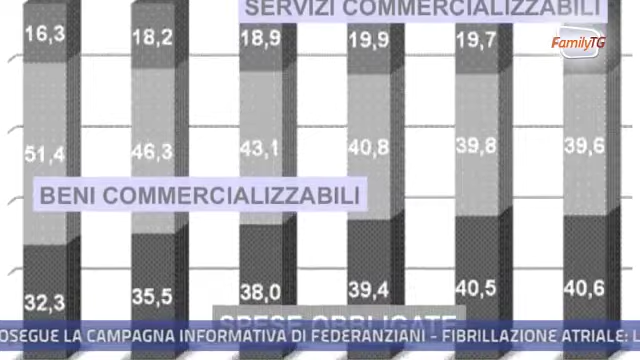 SERVIZI COMMERCIALIZZABILI
FamilyTG
16,3 18,2 18,9 19,9 19,7
51,4 46,3 43,1 40,8 39,8 39,6
BENI COMMERCIALIZZABILI
32,3 35,5 38,0 39,4 40,5 40,6
SPESE OBBLIGATE
OSEGUE LA CAMPAGNA INFORMATIVA DI FEDERANZIANI - FIBRILLAZIONE ATRIALE: L